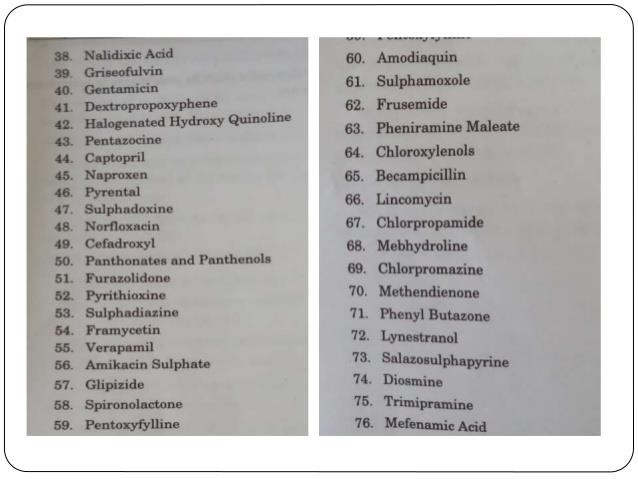 38. Nalidixic Acid
39. Griseofulvin
40. Gentamicin
41. Dextropropoxyphene
42. Halogenated Hydroxy Quinoline
43. Pentazocine
44. Captopril
45. Naproxen
46. Pyrental
47. Sulphadoxine
48. Norfloxacin
49. Cefadroxyl
50. Panthonates and Panthenols
51. Furazolidone
52. Pyrithioxine
53. Sulphadiazine
54. Framycetin
55. Verapamil
56. Amikacin Sulphate
57. Glipizide
58. Spironolactone
59. Pentoxyfylline
60. Amodiaquin
61. Sulphamoxole
62. Frusemide
63. Pheniramine Maleate
64. Chloroxylenols
65. Becampicillin
66. Lincomycin
67. Chlorpropamide
68. Mebhydroline
69. Chlorpromazine
70. Methendienone
71. Phenyl Butazone
72. Lynestranol
73. Salazosulphapyrine
74. Diosmine
75. Trimipramine
76. Mefenamic Acid